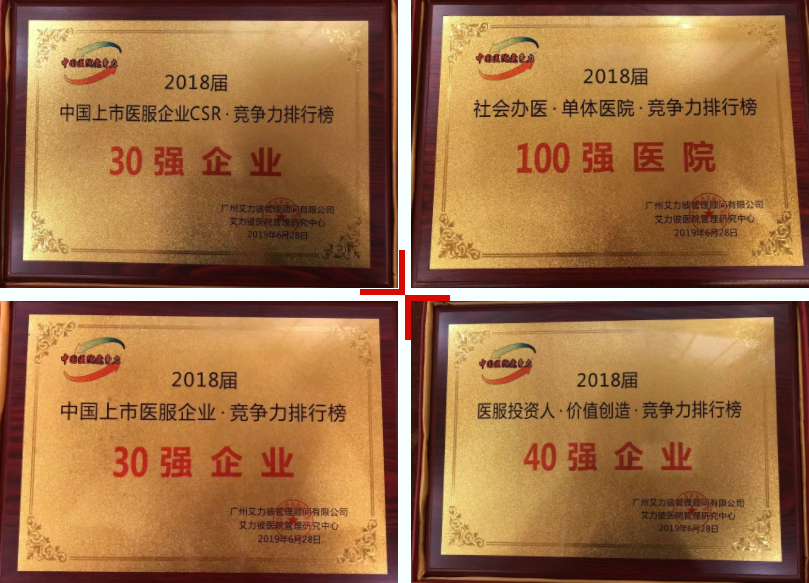 中国医院竞争力
2018届
中国上市医服企业CSR·竞争力排行榜
30强企业
广州艾力彼管理顾问有限公司
艾力彼医院管理研究中心
2019年6月28日
中国医院竞争力
2018届
社会办医·单体医院·竞争力排行榜
100强医院
广州艾力彼管理顾问有限公司
艾力彼医院管理研究中心
2019年6月28日
中国医院竞争力
2018届
中国上市医服企业·竞争力排行榜
30强企业
广州艾力彼管理顾问有限公司
艾力彼医院管理研究中心
2019年6月28日
中国医院竞争力
2018届
医服投资人·价值创造·竞争力排行榜
40强企业
广州艾力彼管理顾问有限公司
艾力彼医院管理研究中心
2019年6月28日